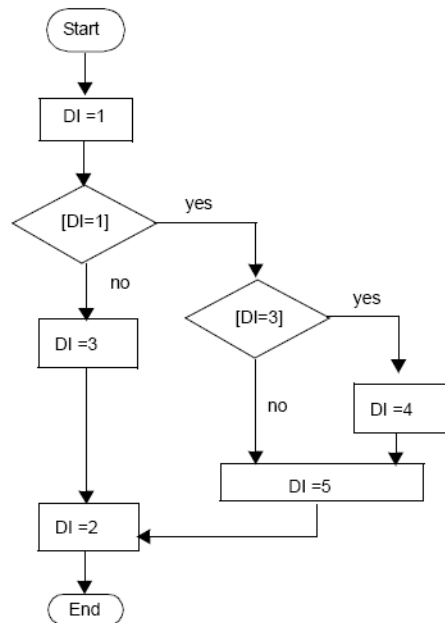 Start
DI =1
[DI=1]
yes
no
[DI=3]
yes
DI =3
no
DI =4
DI =5
DI =2
End